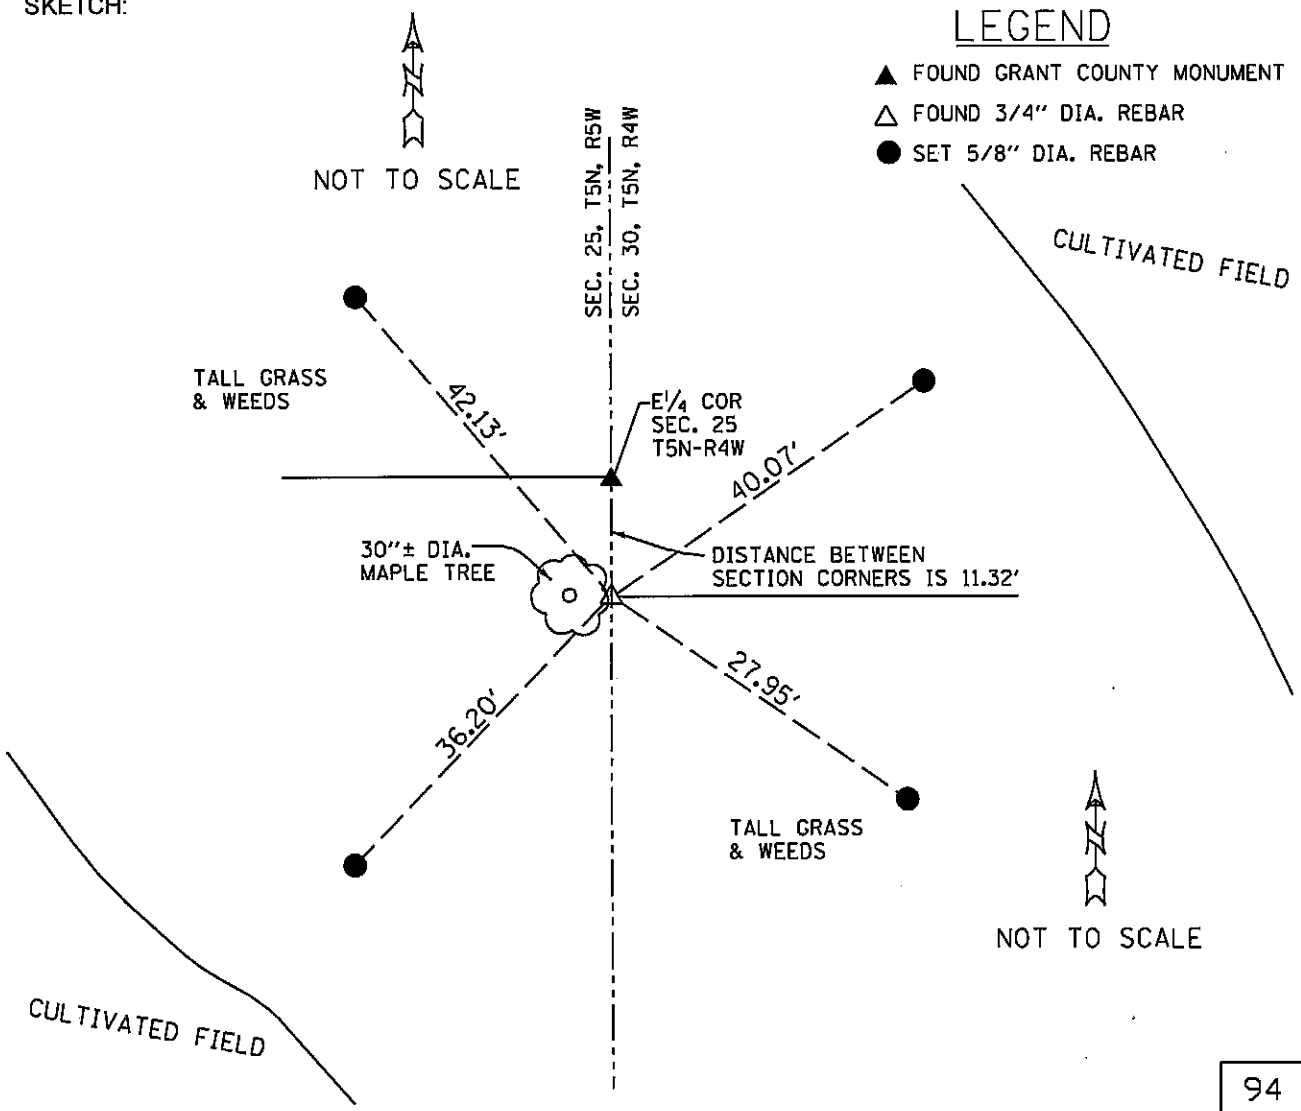 SKETCH:
LEGEND
FOUND GRANT COUNTY MONUMENT
FOUND 3/4" DIA. REBAR
SET 5/8" DIA. REBAR
N
NOT TO SCALE
SEC. 25, T5N, R5W
SEC. 30, T5N, R4W
CULTIVATED FIELD
TALL GRASS
& WEEDS
42.13'
E1/4 COR
SEC. 25
T5N-R4W
40.07'
30"± DIA.
MAPLE TREE
DISTANCE BETWEEN
SECTION CORNERS IS 11.32'
36.20'
27.95'
TALL GRASS
& WEEDS
N
NOT TO SCALE
CULTIVATED FIELD
94